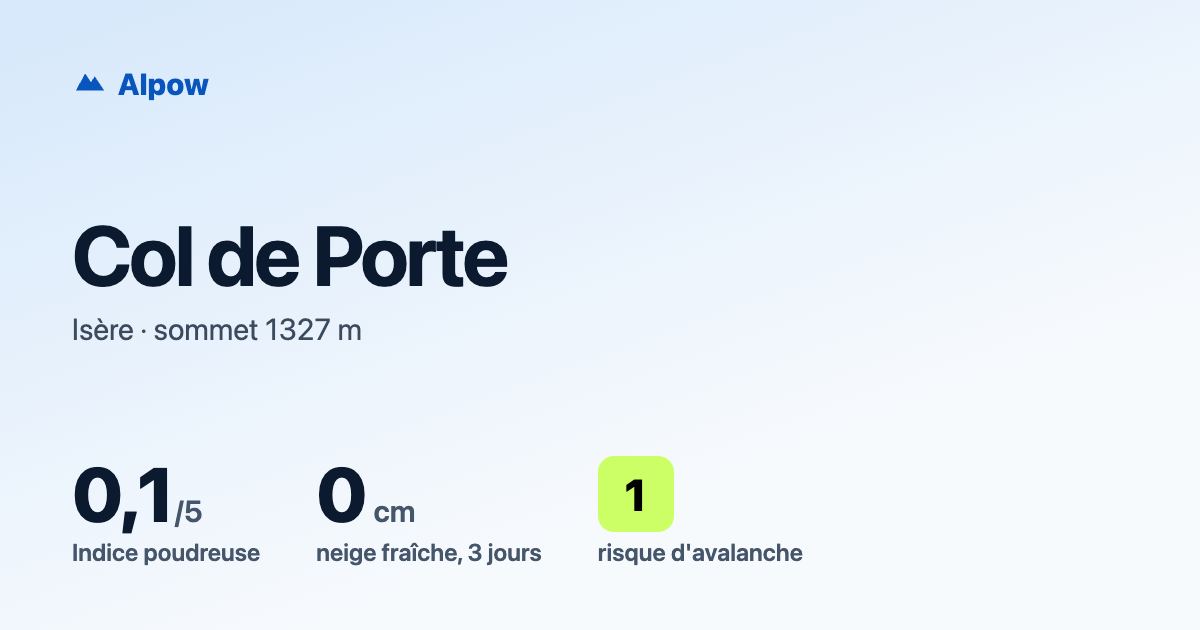 Alpow
Col de Porte
Isère · sommet 1327 m
0,1/5
Indice poudreuse
0 cm
neige fraîche, 3 jours
1
risque d'avalanche